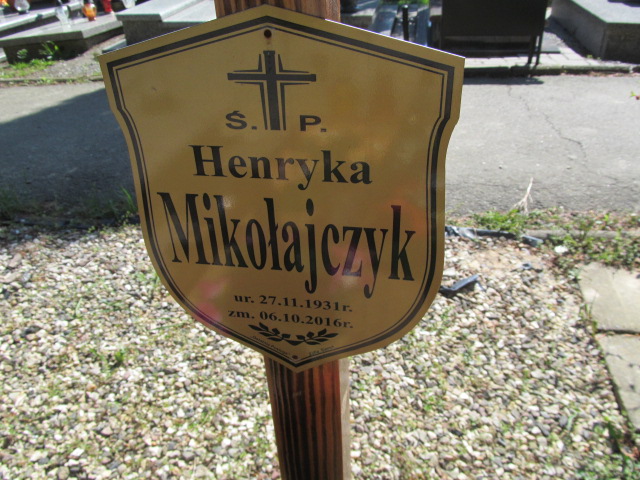 Ś. P.
Henryka
Mikołajczyk
ur. 27.11.1931r.
zm. 06.10.2016r.